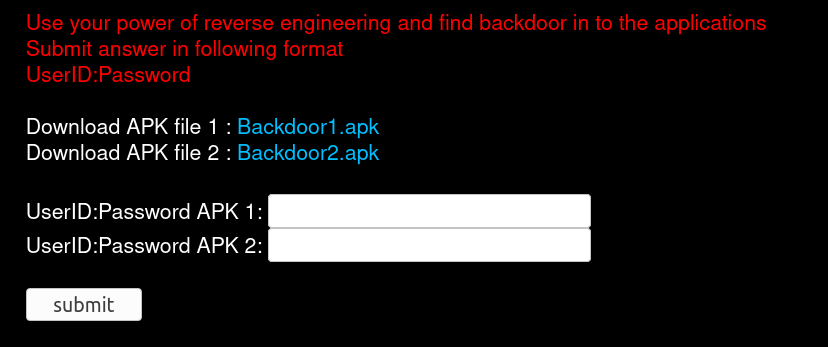 Use your power of reverse engineering and find backdoor in to the applications
Submit answer in following format
UserID:Password
Download APK file 1 : Backdoor1.apk
Download APK file 2 : Backdoor2.apk
UserID:Password APK 1:
UserID:Password APK 2:
submit